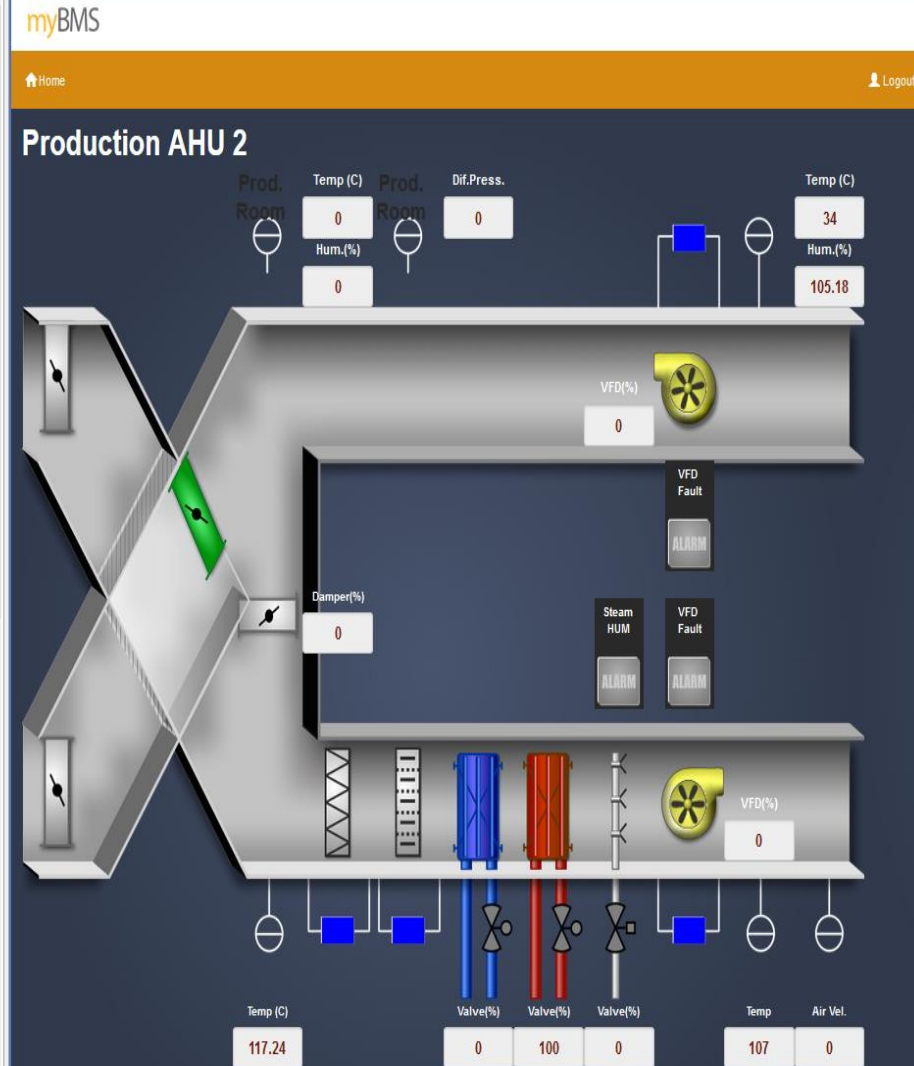 myBMS
Home
Logout
Production AHU 2
Prod. Room
Temp (C)
0
Hum.(%)
0
Prod. Room
Dif.Press.
0
Temp (C)
34
Hum.(%)
105.18
VFD(%)
0
VFD
Fault
ALARM
Damper(%)
0
Steam
HUM
ALARM
VFD
Fault
ALARM
VFD(%)
0
Temp (C)
117.24
Valve(%)
0
Valve(%)
100
Valve(%)
0
Temp
107
Air Vel.
0